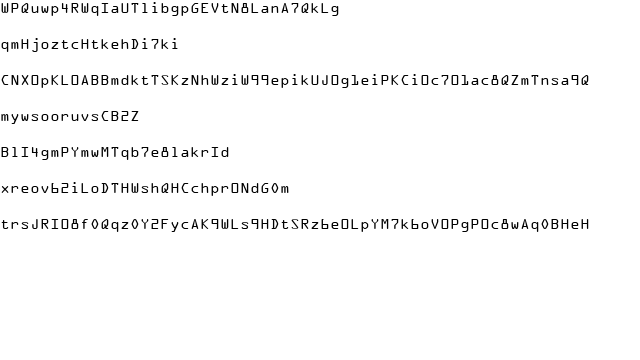 WPQuwp4RWqIaUTlibgpGEVtN8LanA7QkLg
qmHjoztcHtkehDi7ki
CNXOpKLOABBmdktTSKzNhWziW99epikUJOg1eiPKCiOc7O1ac8QZmTnsa9Q
mywsooruvsCB2Z
BlI4gmPYmwMTqb7e8lakrId
xreov62iLoDTHWshQHCchprONdG0m
trsJRIO8f0Qqz0Y2FycAK9WLs9HDtSRz6eOLpYM7k6oVOPgPOc8wAq0BHeH